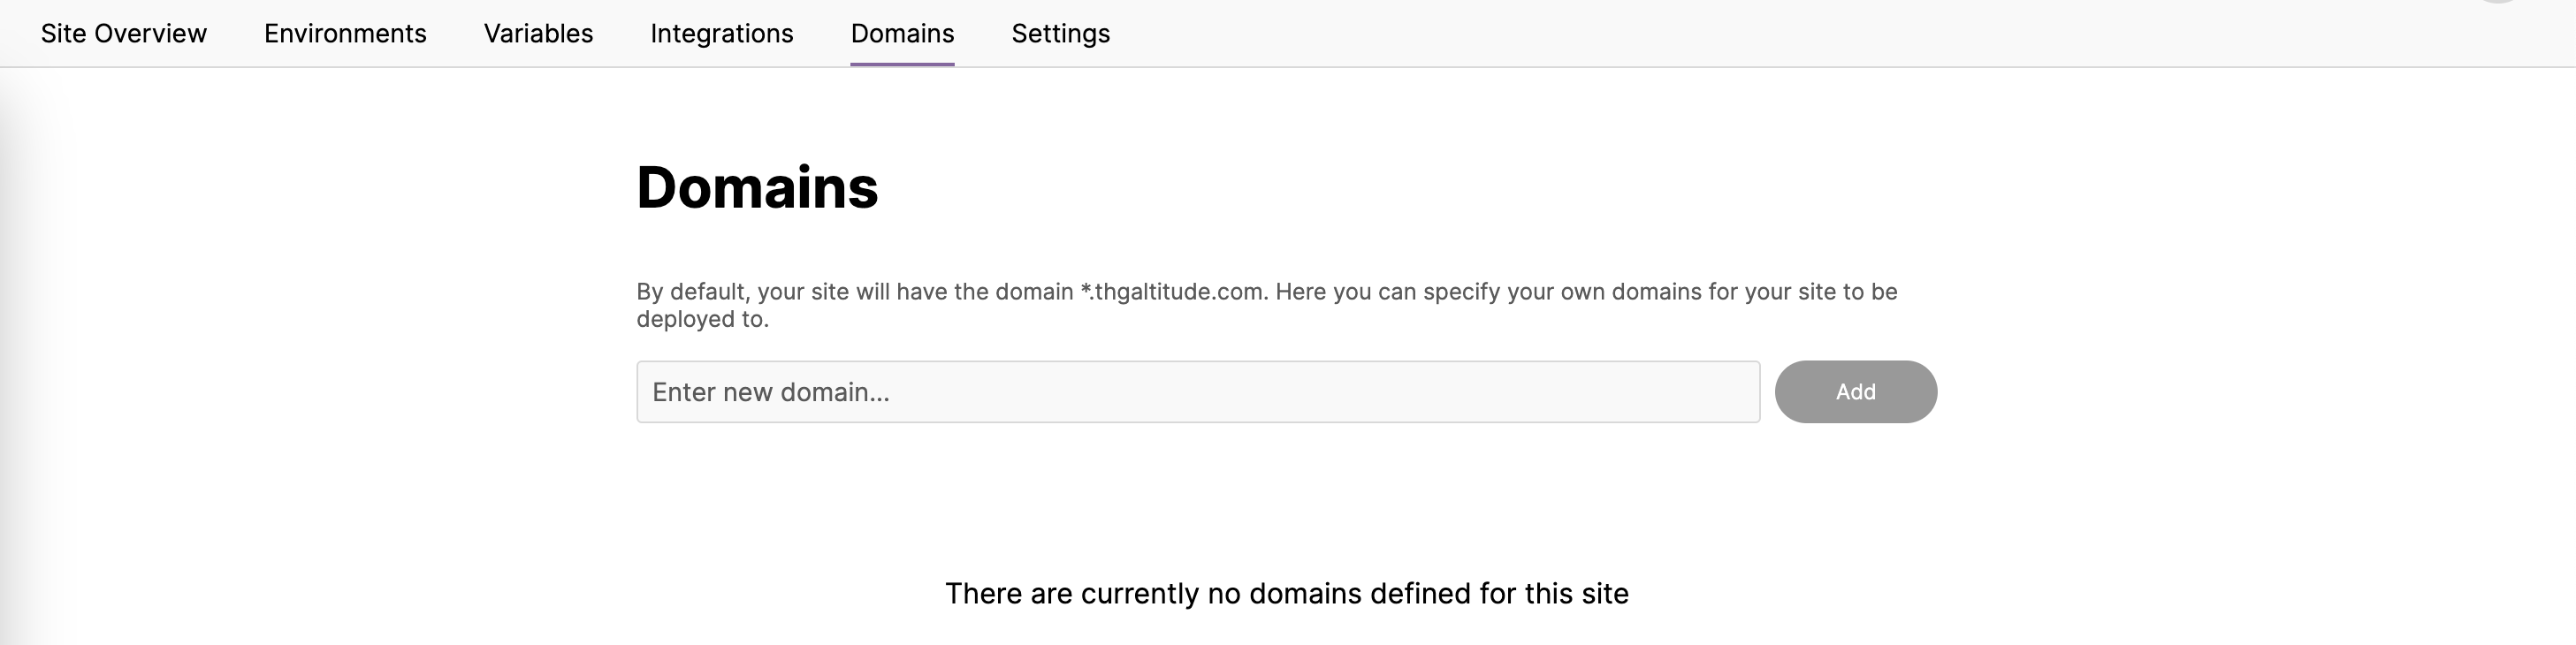 Site Overview Environments Variables Integrations Domains Settings
Domains
By default, your site will have the domain *.thgaltitude.com. Here you can specify your own domains for your site to be
deployed to.
Enter new domain...
Add
There are currently no domains defined for this site